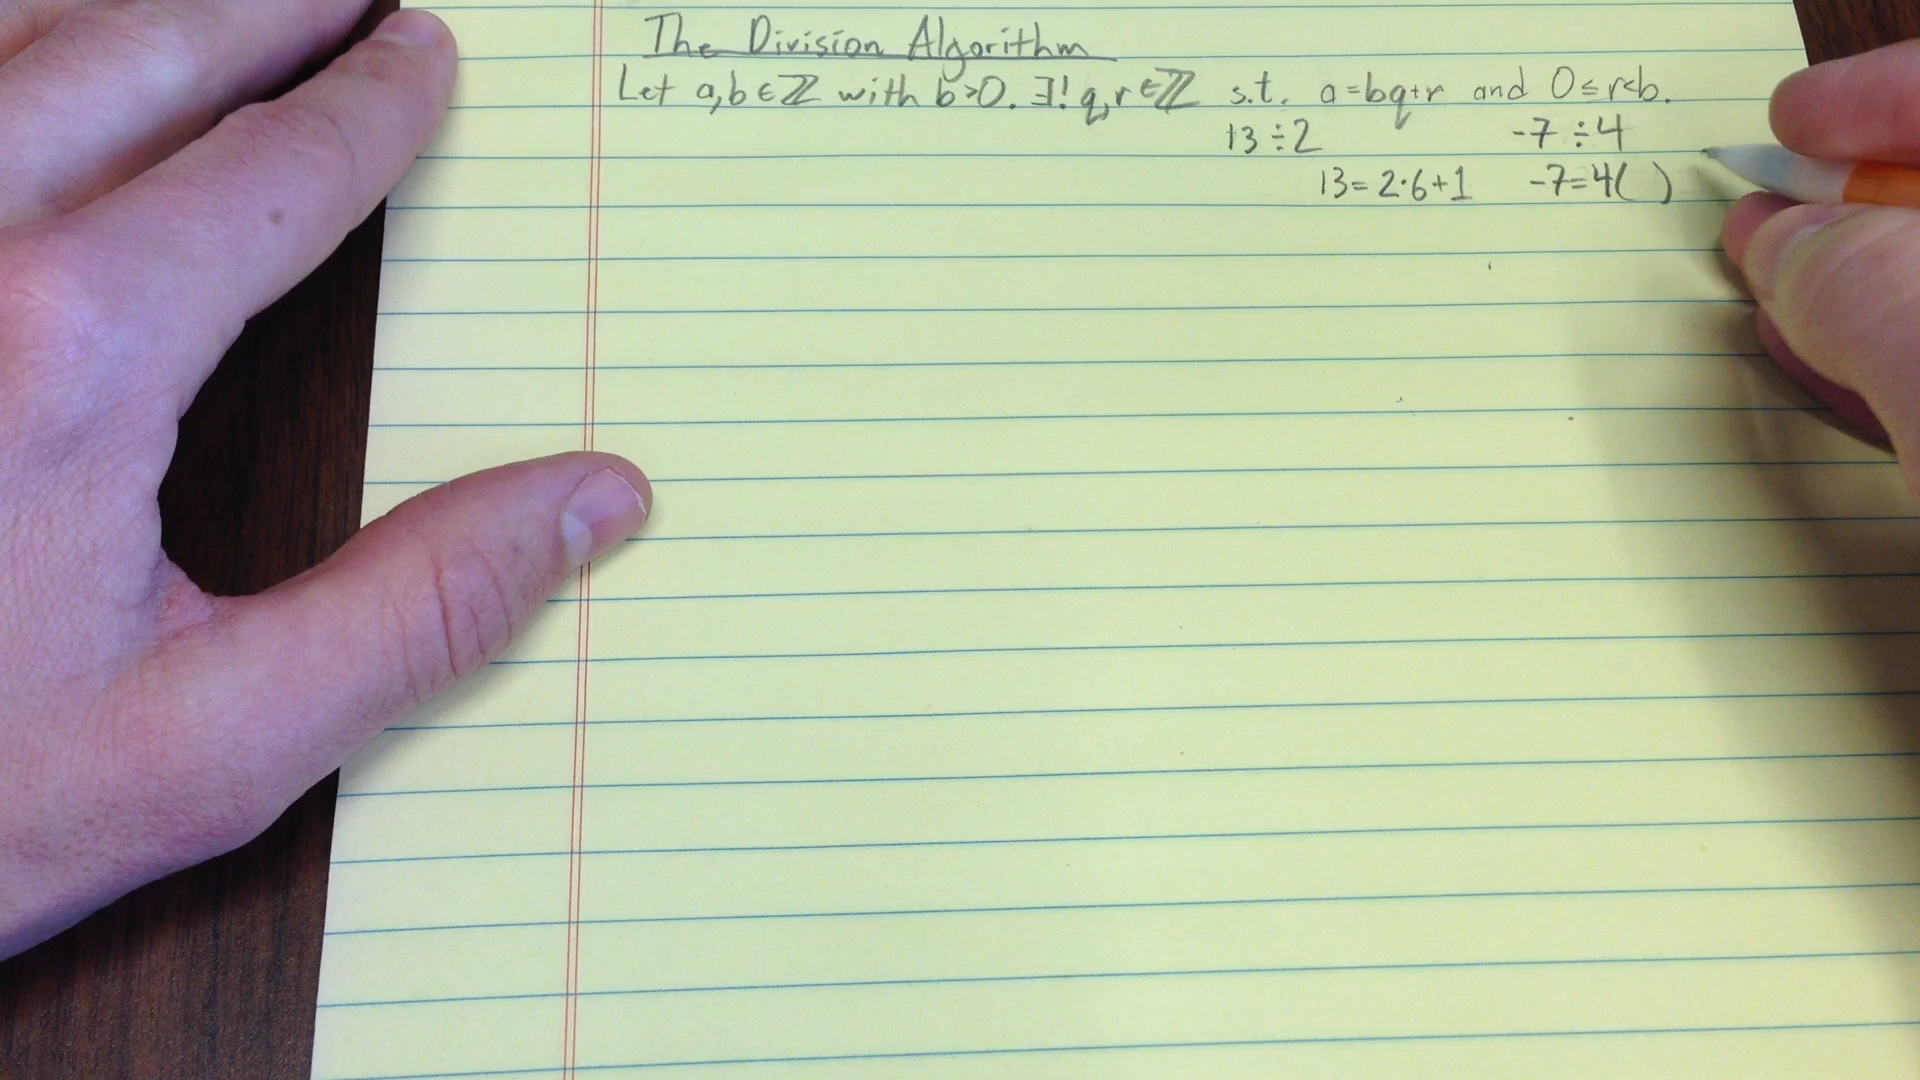 The Division Algorithm
Let a,b∈ℤ with b>0. ∃! q,r∈ℤ s.t. a=bq+r and 0≤r<b.
13÷2 -7÷4
13=2·6+1 -7=4( )